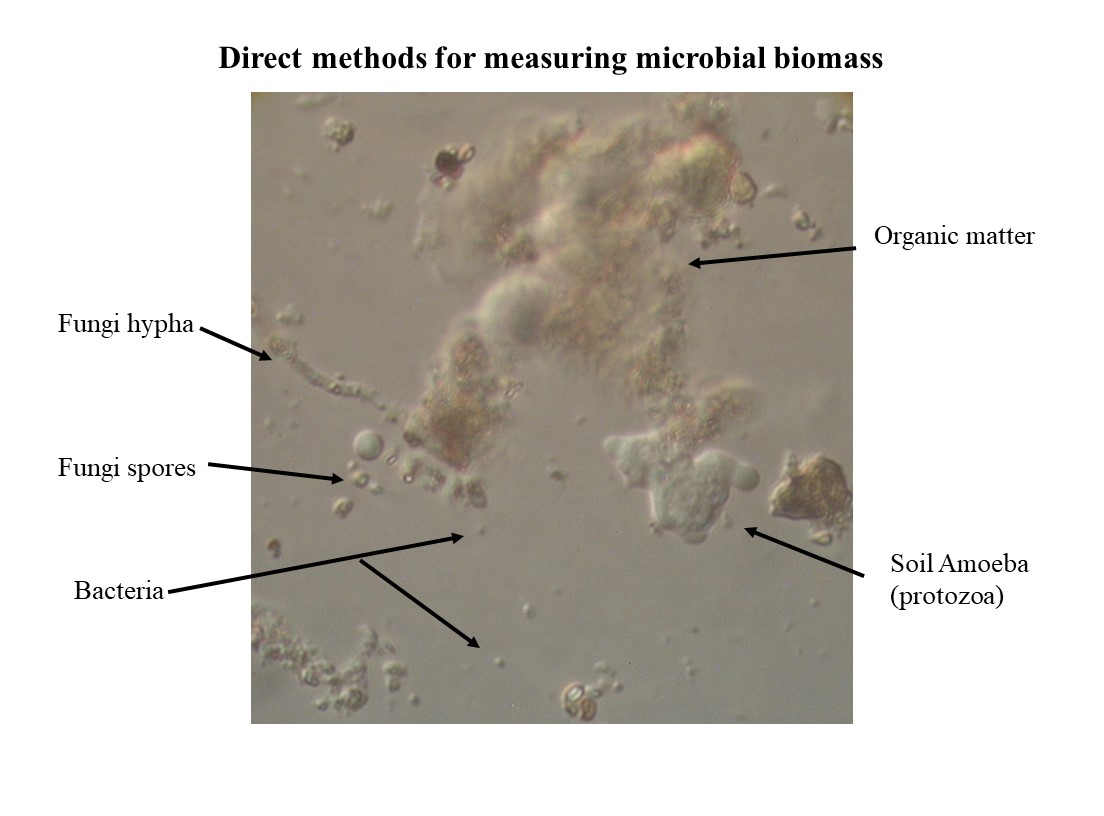 Direct methods for measuring microbial biomass
Organic matter
Fungi hypha
Fungi spores
Bacteria
Soil Amoeba
(protozoa)